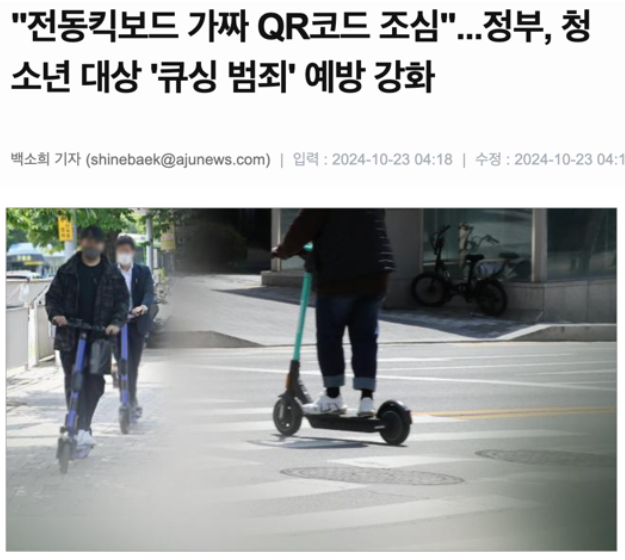 "전동킥보드 가짜 QR코드 조심"...정부, 청
소년 대상 '큐싱 범죄' 예방 강화
백소희 기자 (shinebaek@ajunews.com) | 입력 : 2024-10-23 04:18 | 수정 : 2024-10-23 04:1